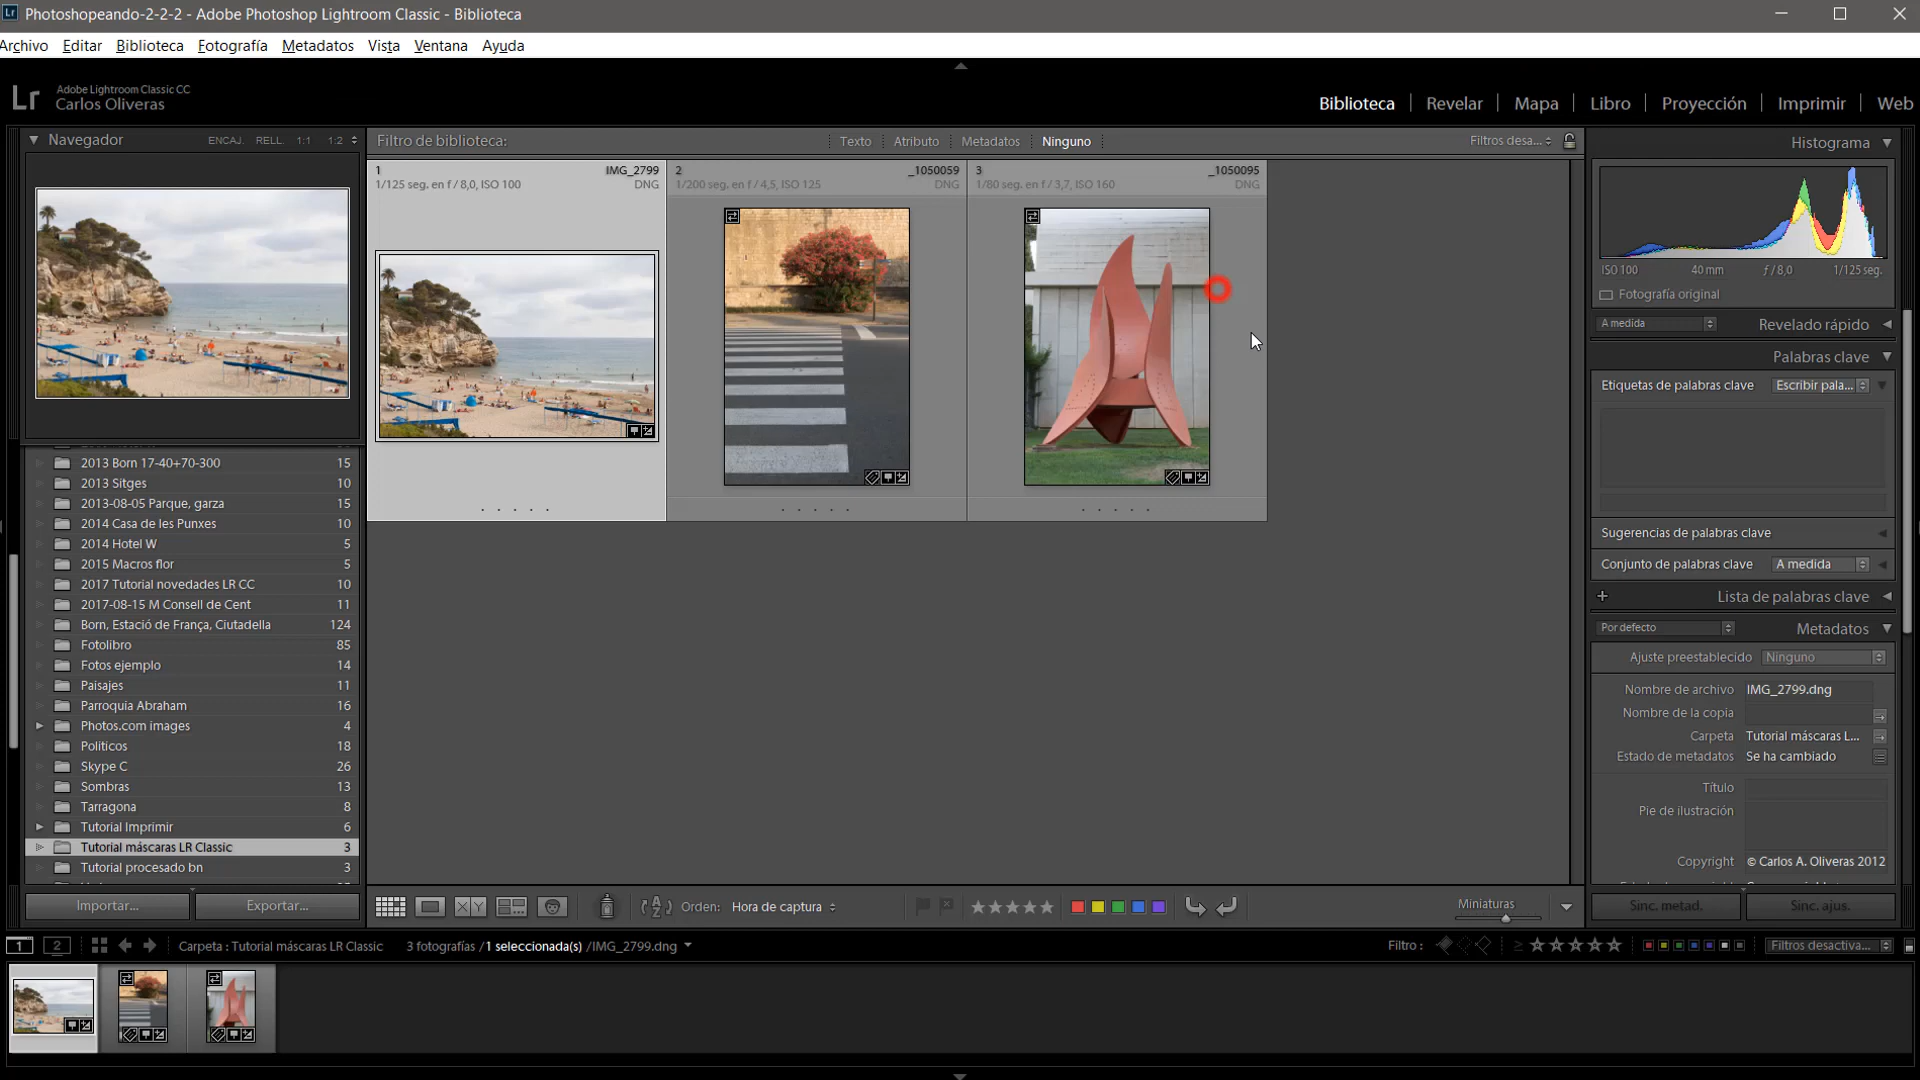 Lr Photoshopeando-2-2-2 - Adobe Photoshop Lightroom Classic - Biblioteca
Archivo Editar Biblioteca Fotografía Metadatos Vista Ventana Ayuda
Lr Adobe Lightroom Classic CC
Carlos Oliveras
Biblioteca Revelar Mapa Libro Proyección Imprimir Web
Navegador ENCAJ. RELL. 1:1 1:2
Filtro de biblioteca: Texto Atributo Metadatos Ninguno Filtros desa...
Histograma
1 IMG_2799
1/125 seg. en f / 8,0, ISO 100 DNG
2 _1050059
1/200 seg. en f / 4,5, ISO 125 DNG
3 _1050095
1/80 seg. en f / 3,7, ISO 160 DNG
ISO 100 40 mm f / 8,0 1/125 seg.
Fotografía original
A medida Revelado rápido
Palabras clave
Etiquetas de palabras clave Escribir pala...
Sugerencias de palabras clave
Conjunto de palabras clave A medida
Lista de palabras clave
Por defecto Metadatos
Ajuste preestablecido Ninguno
Nombre de archivo IMG_2799.dng
Nombre de la copia
Carpeta Tutorial máscaras L...
Estado de metadatos Se ha cambiado
Título
Pie de ilustración
Copyright © Carlos A. Oliveras 2012
Sinc. metad. Sinc. ajus.
2013 Born 17-40+70-300 15
2013 Sitges 10
2013-08-05 Parque, garza 15
2014 Casa de les Punxes 10
2014 Hotel W 5
2015 Macros flor 5
2017 Tutorial novedades LR CC 10
2017-08-15 M Consell de Cent 11
Born, Estació de França, Ciutadella 124
Fotolibro 85
Fotos ejemplo 14
Paisajes 11
Parroquia Abraham 16
Photos.com images 4
Políticos 18
Skype C 26
Sombras 13
Tarragona 8
Tutorial Imprimir 6
Tutorial máscaras LR Classic 3
Tutorial procesado bn 3
Importar... Exportar...
Orden: Hora de captura Miniaturas
1 2 Carpeta : Tutorial máscaras LR Classic 3 fotografías / 1 seleccionada(s) / IMG_2799.dng Filtro : Filtros desactiva...